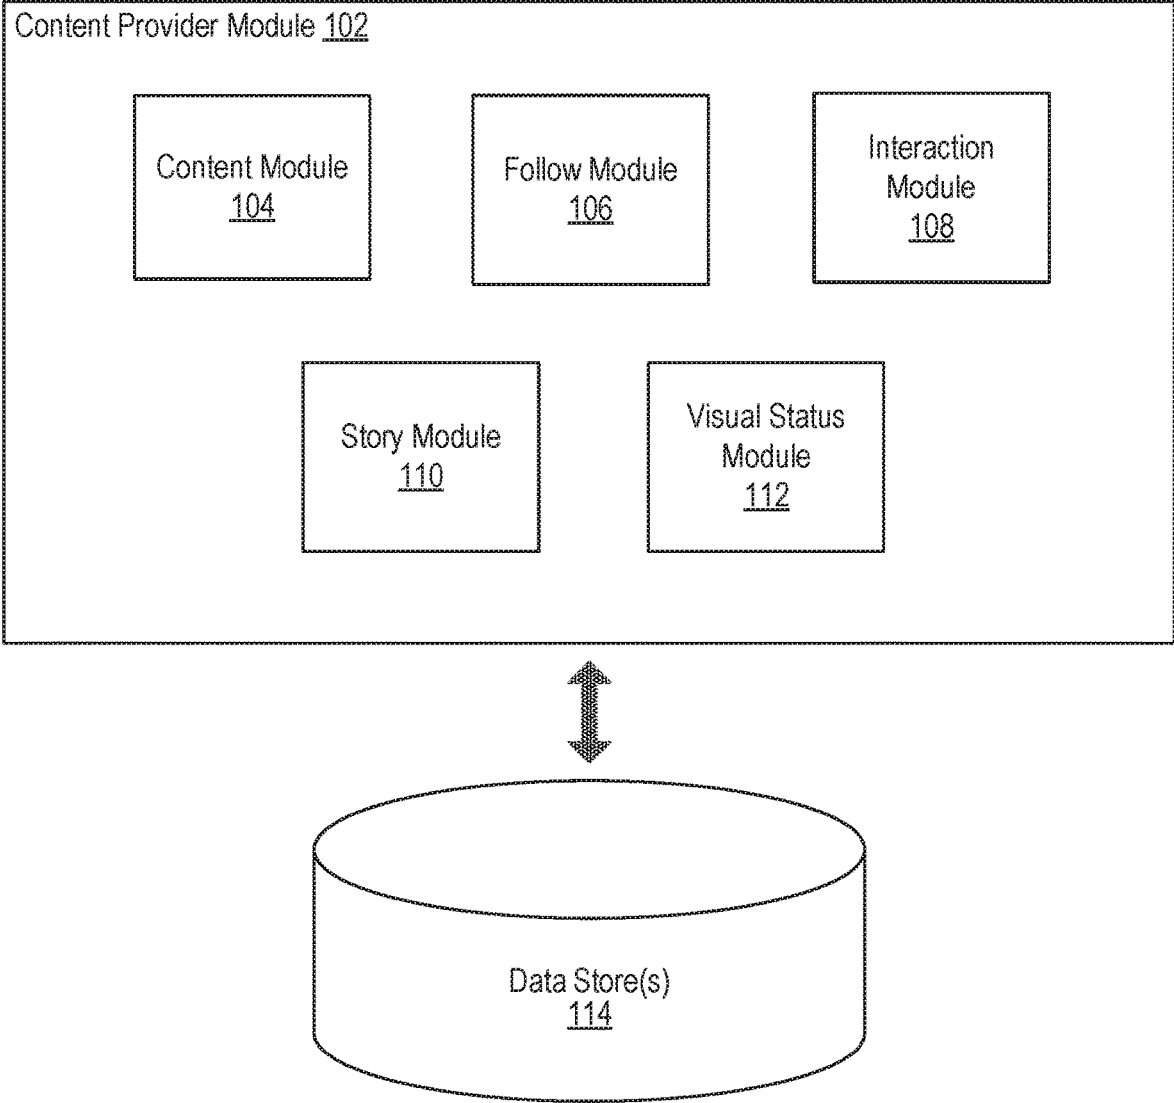 Content Provider Module 102
Content Module
104
Follow Module
106
Interaction
Module
108
Story Module
110
Visual Status
Module
112
Data Store(s)
114